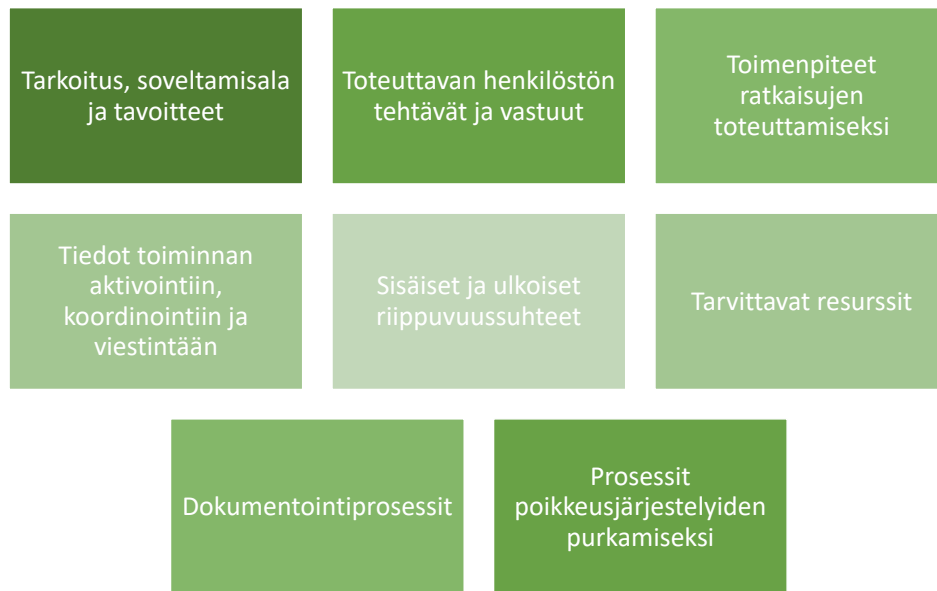 Tarkoitus, soveltamisala
ja tavoitteet
Toteuttavan henkilöstön
tehtävät ja vastuut
Toimenpiteet
ratkaisujen
toteuttamiseksi
Tiedot toiminnan
aktivointiin,
koordinointiin ja
viestintään
Sisäiset ja ulkoiset
riippuvuussuhteet
Tarvittavat resurssit
Dokumentointiprosessit
Prosessit
poikkeusjärjestelyiden
purkamiseksi